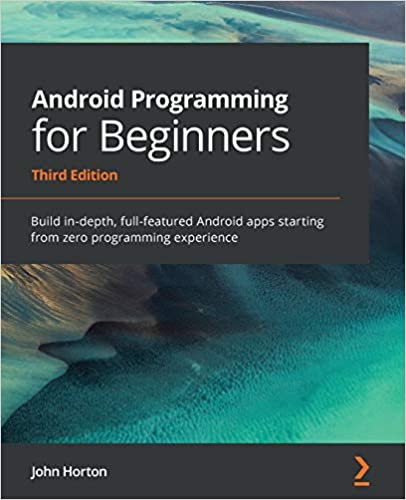 Android Programming
for Beginners
Third Edition
Build in-depth, full-featured Android apps starting
from zero programming experience
John Horton